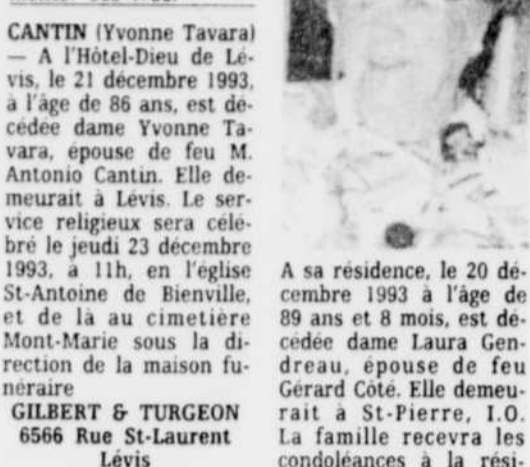 CANTIN (Yvonne Tavara)
— A l'Hôtel-Dieu de Lé-
vis, le 21 décembre 1993,
à l'âge de 86 ans, est dé-
cédée dame Yvonne Ta-
vara, épouse de feu M.
Antonio Cantin. Elle de-
meurait à Lévis. Le ser-
vice religieux sera célé-
bré le jeudi 23 décembre
1993, à 11h, en l'église
St-Antoine de Bienville,
et de là au cimetière
Mont-Marie sous la di-
rection de la maison fu-
néraire
GILBERT & TURGEON
6566 Rue St-Laurent
Lévis
A sa résidence, le 20 dé-
cembre 1993 à l'âge de
89 ans et 8 mois, est dé-
cédée dame Laura Gen-
dreau, épouse de feu
Gérard Côté. Elle demeu-
rait à St-Pierre, I.O.
La famille recevra les
condoléances à la rési-